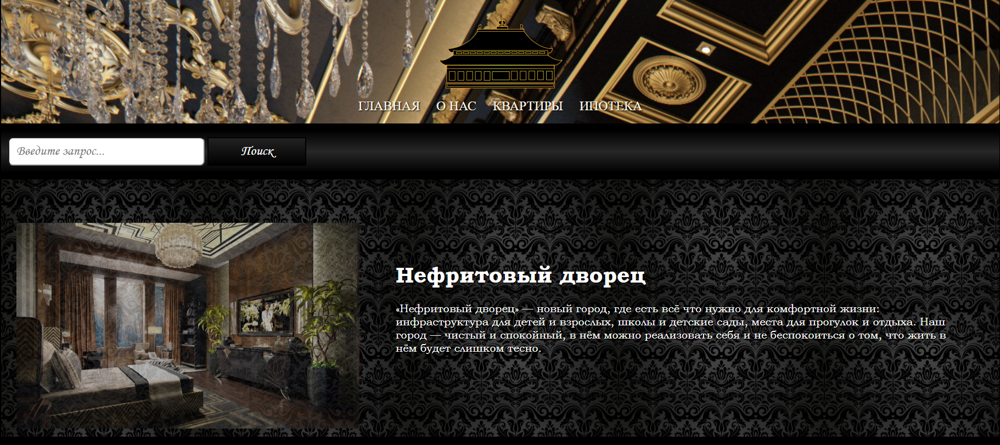 ГЛАВНАЯ О НАС КВАРТИРЫ ИПОТЕКА
Введите запрос... Поиск
Нефритовый дворец
«Нефритовый дворец» — новый город, где есть всё что нужно для комфортной жизни:
инфраструктура для детей и взрослых, школы и детские сады, места для прогулок и отдыха. Наш
город — чистый и спокойный, в нём можно реализовать себя и не беспокоиться о том, что жить в
нём будет слишком тесно.